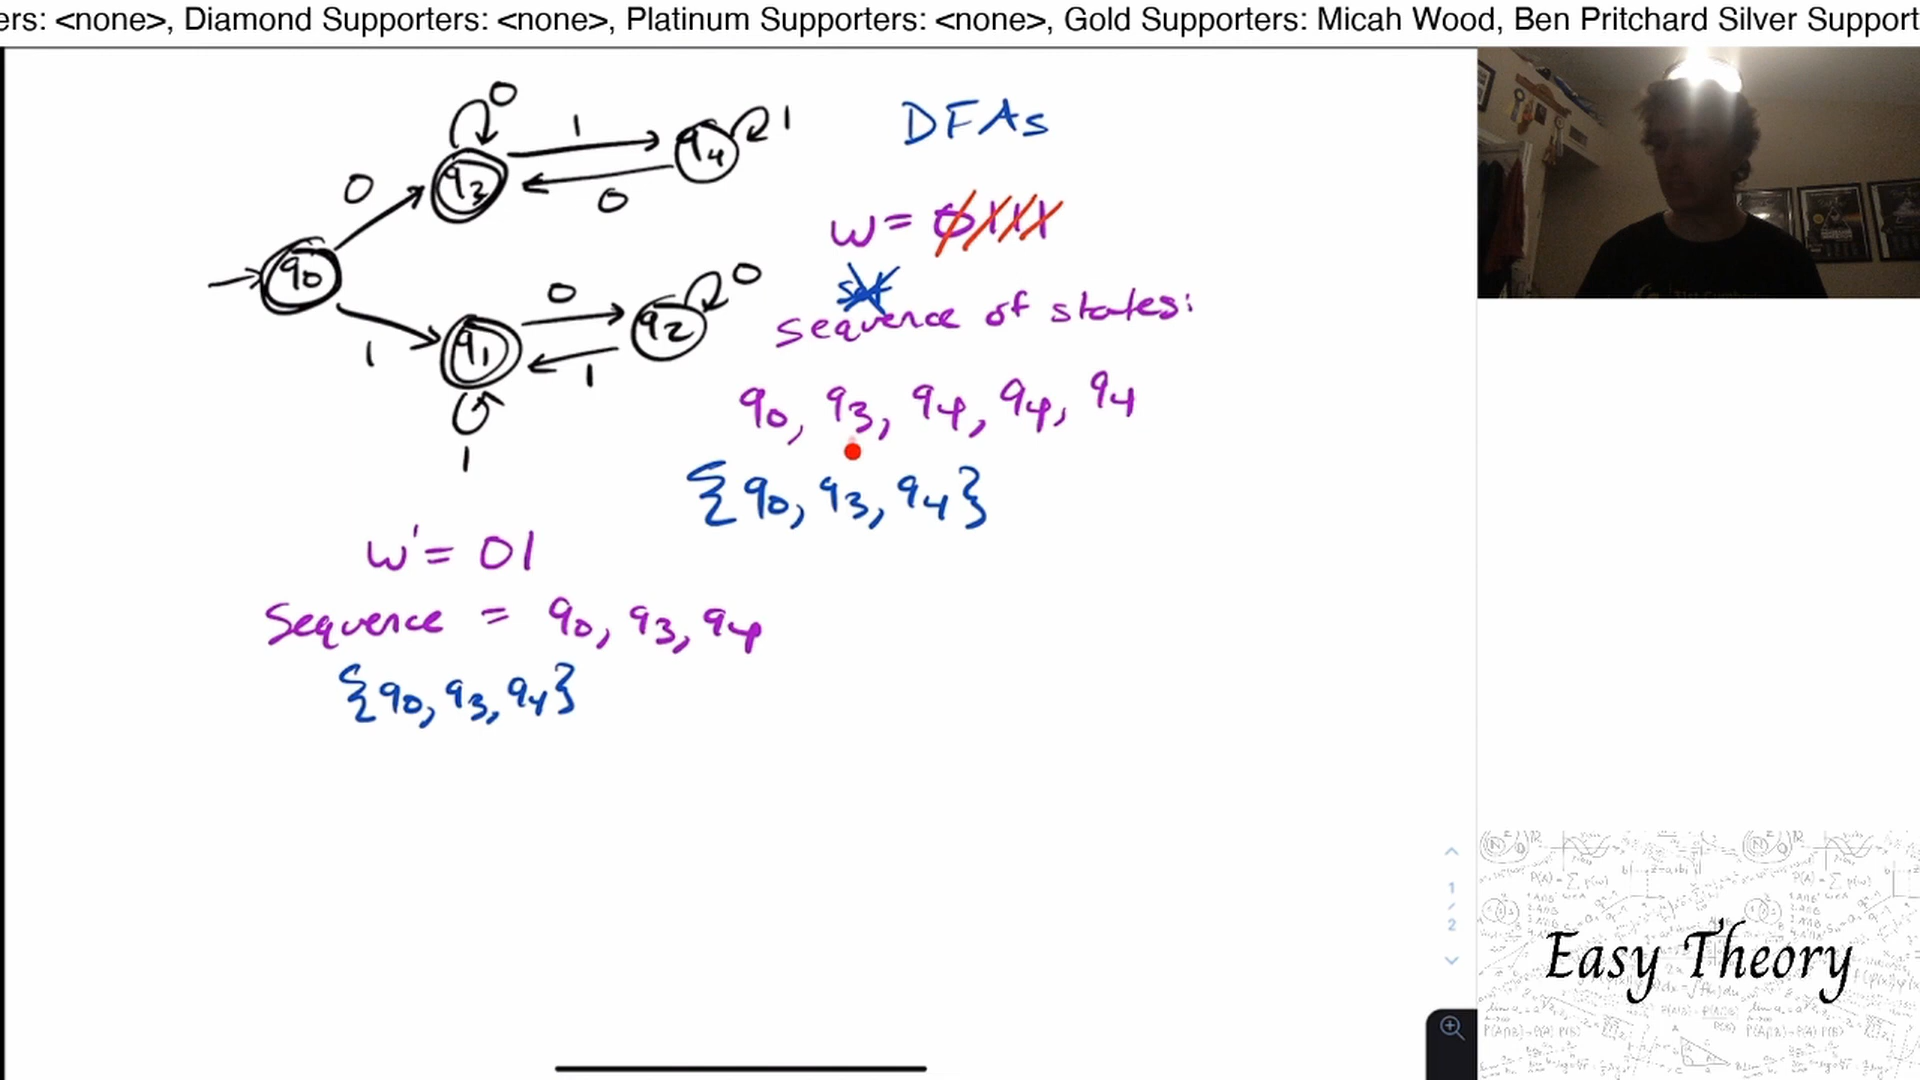 ers: <none>, Diamond Supporters: <none>, Platinum Supporters: <none>, Gold Supporters: Micah Wood, Ben Pritchard Silver Support
DFAs
0
1
q3
q4
1
0
0
q0
1
0
q1
q2
0
1
1
w = 0111
sequence of states:
q0, q3, q4, q4, q4
{q0, q3, q4}
w' = 01
Sequence = q0, q3, q4
{q0, q3, q4}
1
2
Easy Theory